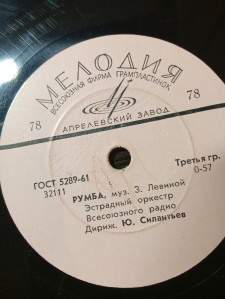 МЕЛОДИЯ
ВСЕСОЮЗНАЯ ФИРМА ГРАМПЛАСТИНОК
78 78
АПРЕЛЕВСКИЙ ЗАВОД
ГОСТ 5289-61 Третья гр.
32111 0-57
РУМБА, муз. З. Левиной
Эстрадный оркестр
Всесоюзного радио
Дириж. Ю. Силантьев